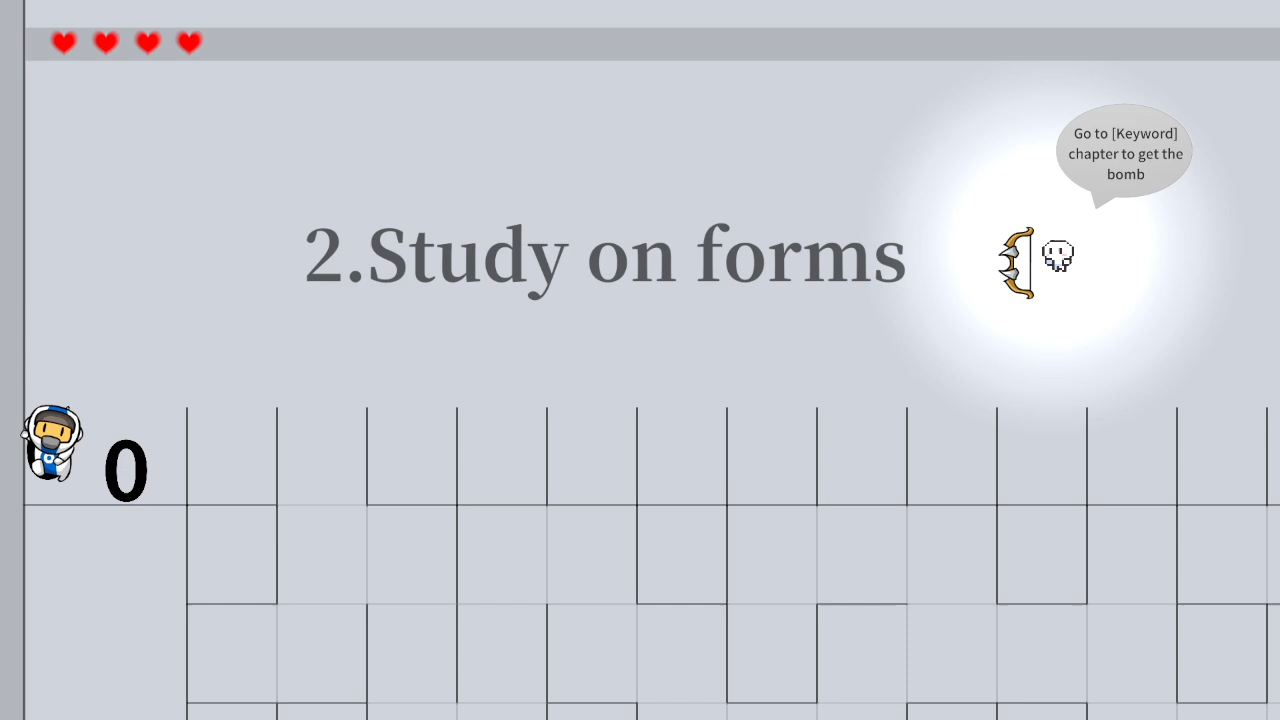 Go to [Keyword]
chapter to get the
bomb
2.Study on forms
0